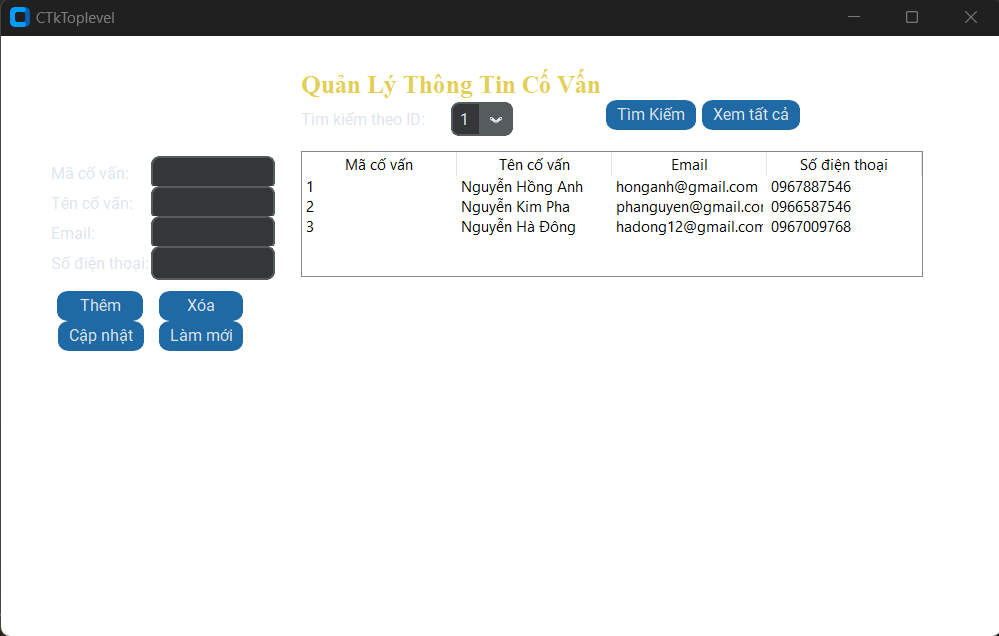 CTkToplevel
Quản Lý Thông Tin Cố Vấn
Tìm kiếm theo ID: 1 Tìm Kiếm Xem tất cả
Mã cố vấn Tên cố vấn Email Số điện thoại
1 Nguyễn Hồng Anh honganh@gmail.com 0967887546
2 Nguyễn Kim Pha phanguyen@gmail.cor 0966587546
3 Nguyễn Hà Đông hadong12@gmail.com 0967009768
Mã cố vấn:
Tên cố vấn:
Email:
Số điện thoại:
Thêm Xóa
Cập nhật Làm mới